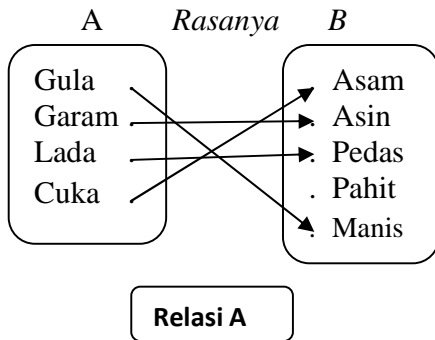 A Rasanya B
Gula . . Asam
Garam . . Asin
Lada . . Pedas
Cuka . . Pahit
. Manis
Relasi A